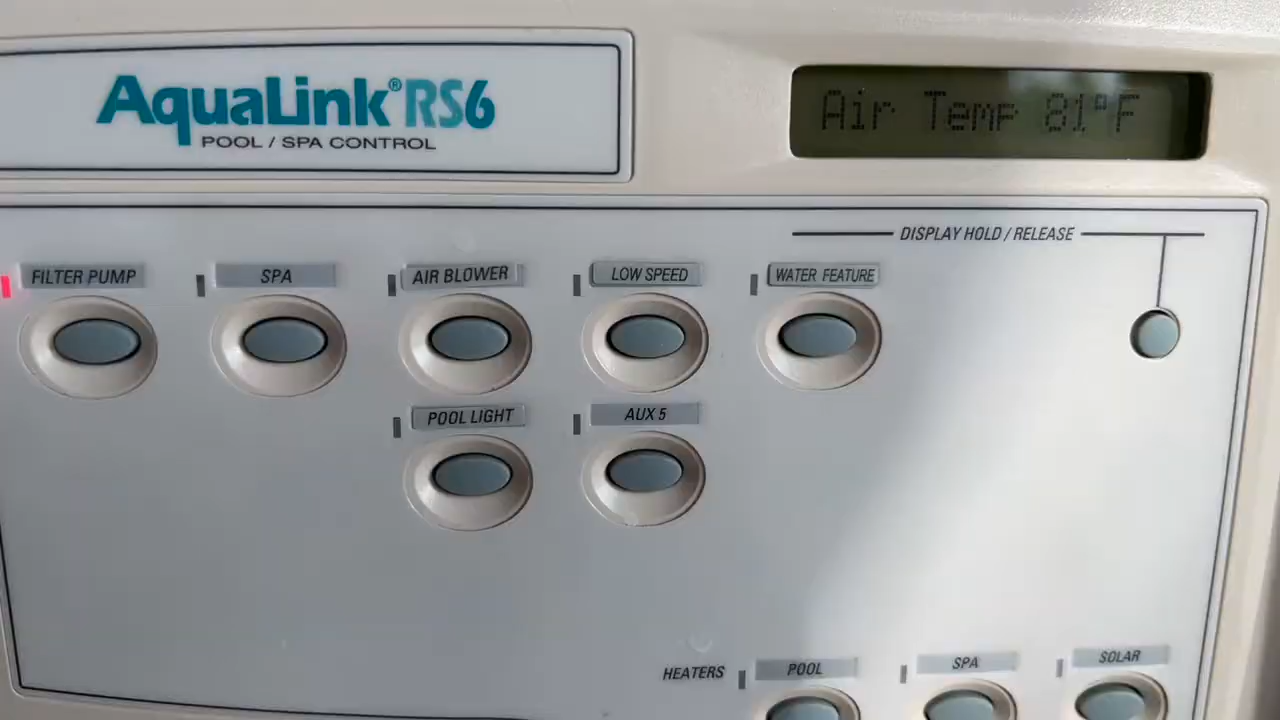 AquaLink® RS6
POOL / SPA CONTROL
Air Temp 81°F
DISPLAY HOLD / RELEASE
FILTER PUMP
SPA
AIR BLOWER
LOW SPEED
WATER FEATURE
POOL LIGHT
AUX 5
HEATERS
POOL
SPA
SOLAR